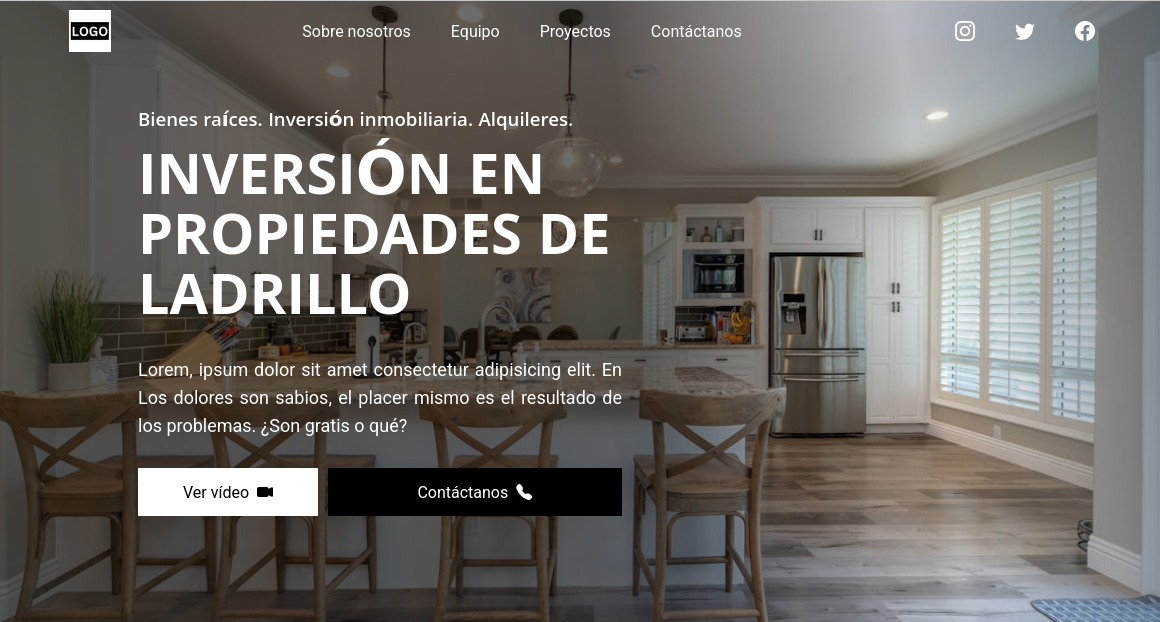 LOGO
Sobre nosotros Equipo Proyectos Contáctanos
Bienes raíces. Inversión inmobiliaria. Alquileres.
INVERSIÓN EN
PROPIEDADES DE
LADRILLO
Lorem, ipsum dolor sit amet consectetur adipisicing elit. En
Los dolores son sabios, el placer mismo es el resultado de
los problemas. ¿Son gratis o qué?
Ver vídeo Contáctanos